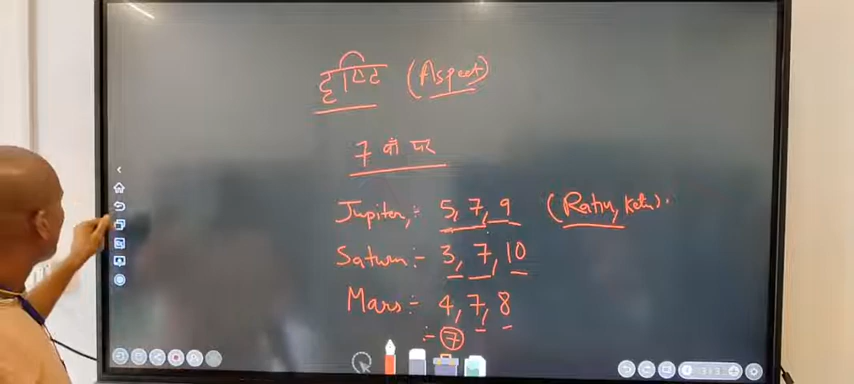 दृष्टि (Aspect)
7 वीं घर
Jupiter :- 5, 7, 9 (Rahu, Ketu)
Saturn :- 3, 7, 10
Mars :- 4, 7, 8
:- 7